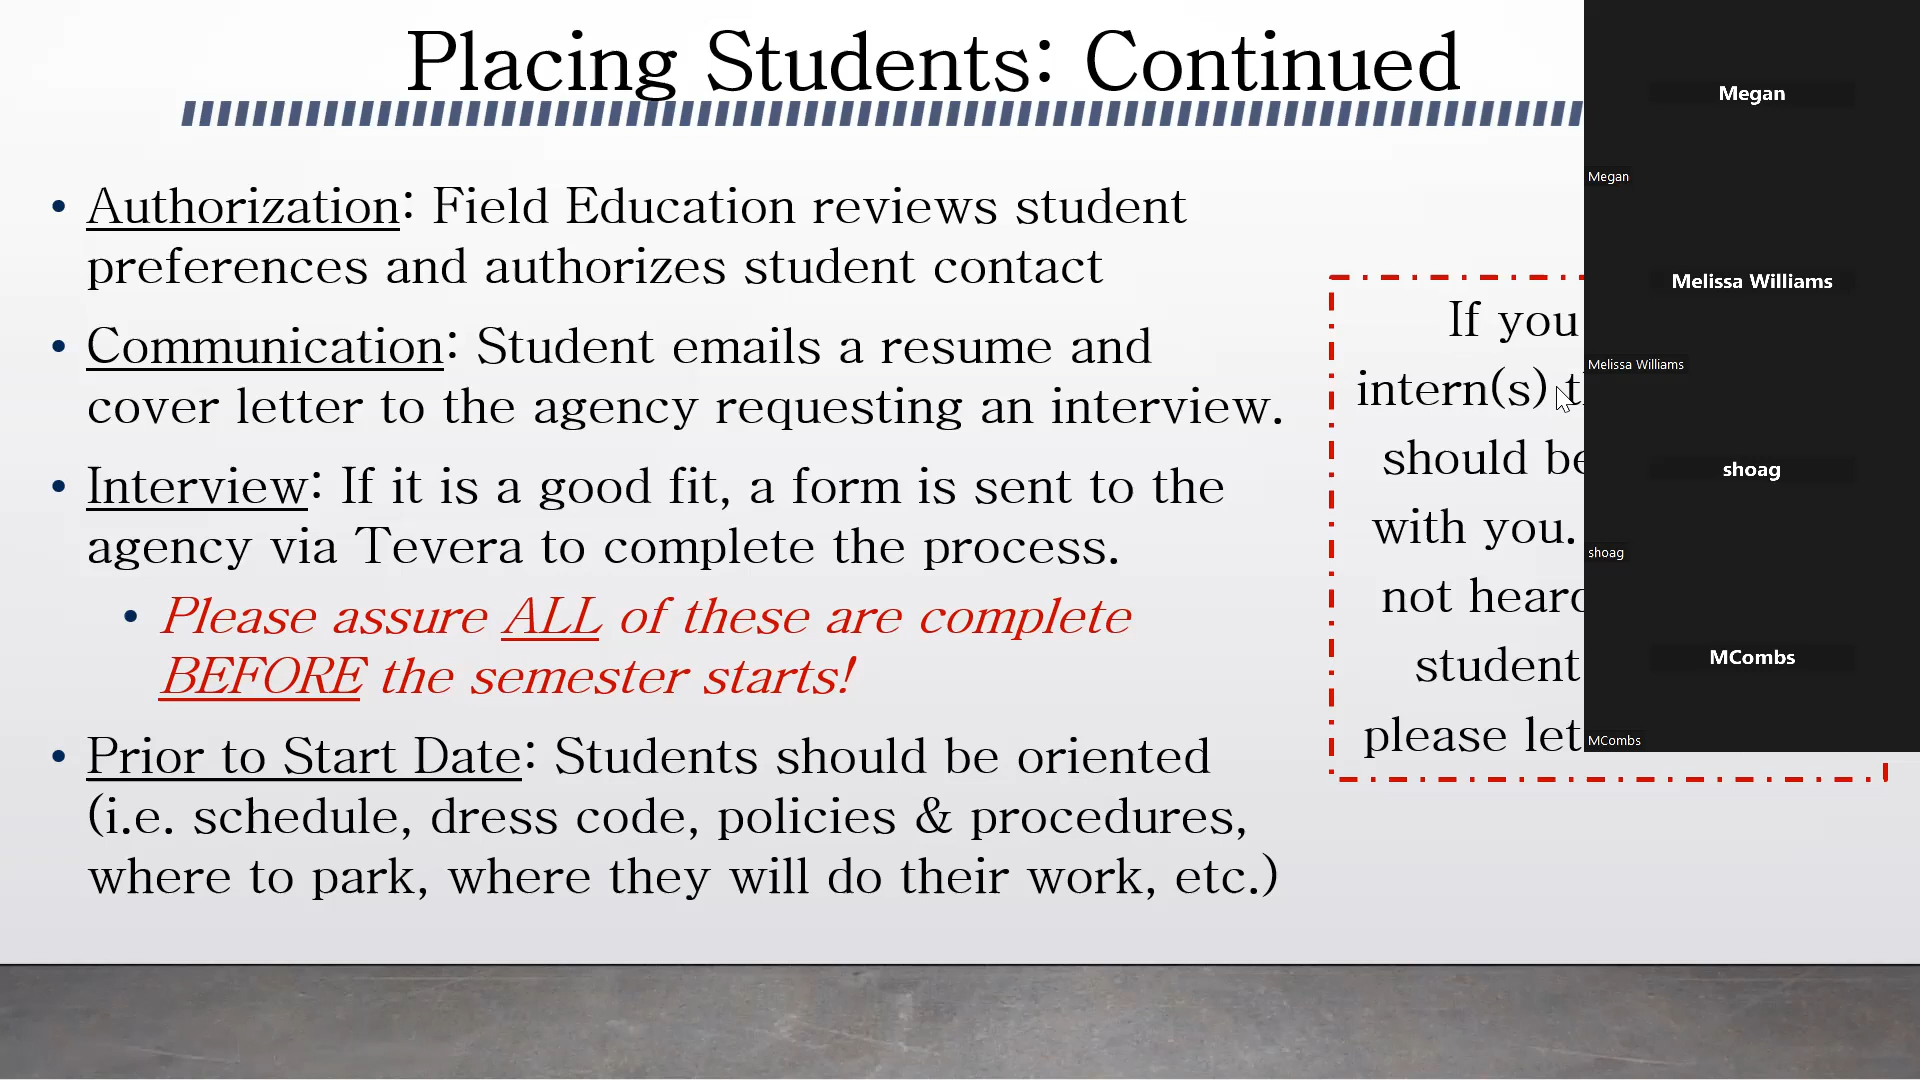 Placing Students: Continued
• Authorization: Field Education reviews student
preferences and authorizes student contact
• Communication: Student emails a resume and
cover letter to the agency requesting an interview.
• Interview: If it is a good fit, a form is sent to the
agency via Tevera to complete the process.
• Please assure ALL of these are complete
BEFORE the semester starts!
• Prior to Start Date: Students should be oriented
(i.e. schedule, dress code, policies & procedures,
where to park, where they will do their work, etc.)
If you
intern(s)
should
with you.
not
student
please let
Megan
Megan
Melissa Williams
Melissa Williams
shoag
shoag
MCombs
MCombs